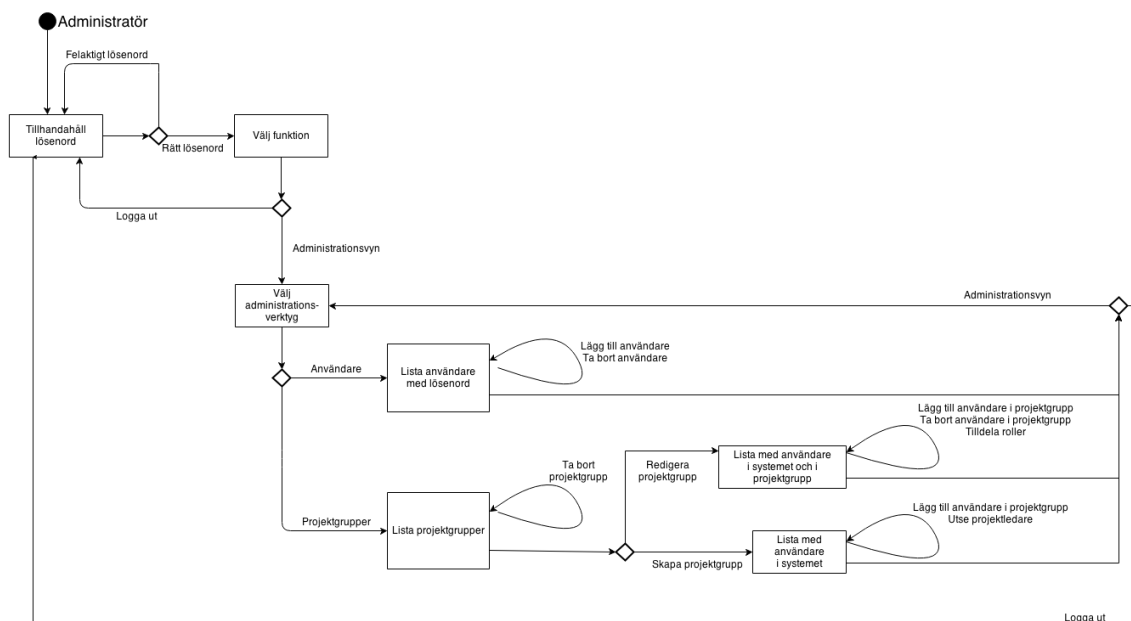 Administratör
Felaktigt lösenord
Tillhandahåll
lösenord
Rätt lösenord
Välj funktion
Logga ut
Administrationsvyn
Välj
administrations-
verktyg
Administrationsvyn
Användare
Lista användare
med lösenord
Lägg till användare
Ta bort användare
Lägg till användare i projektgrupp
Ta bort användare i projektgrupp
Tilldela roller
Ta bort
projektgrupp
Redigera
projektgrupp
Lista med användare
i systemet och i
projektgrupp
Projektgrupper
Lista projektgrupper
Lägg till användare i projektgrupp
Utse projektledare
Skapa projektgrupp
Lista med
användare
i systemet
Logga ut